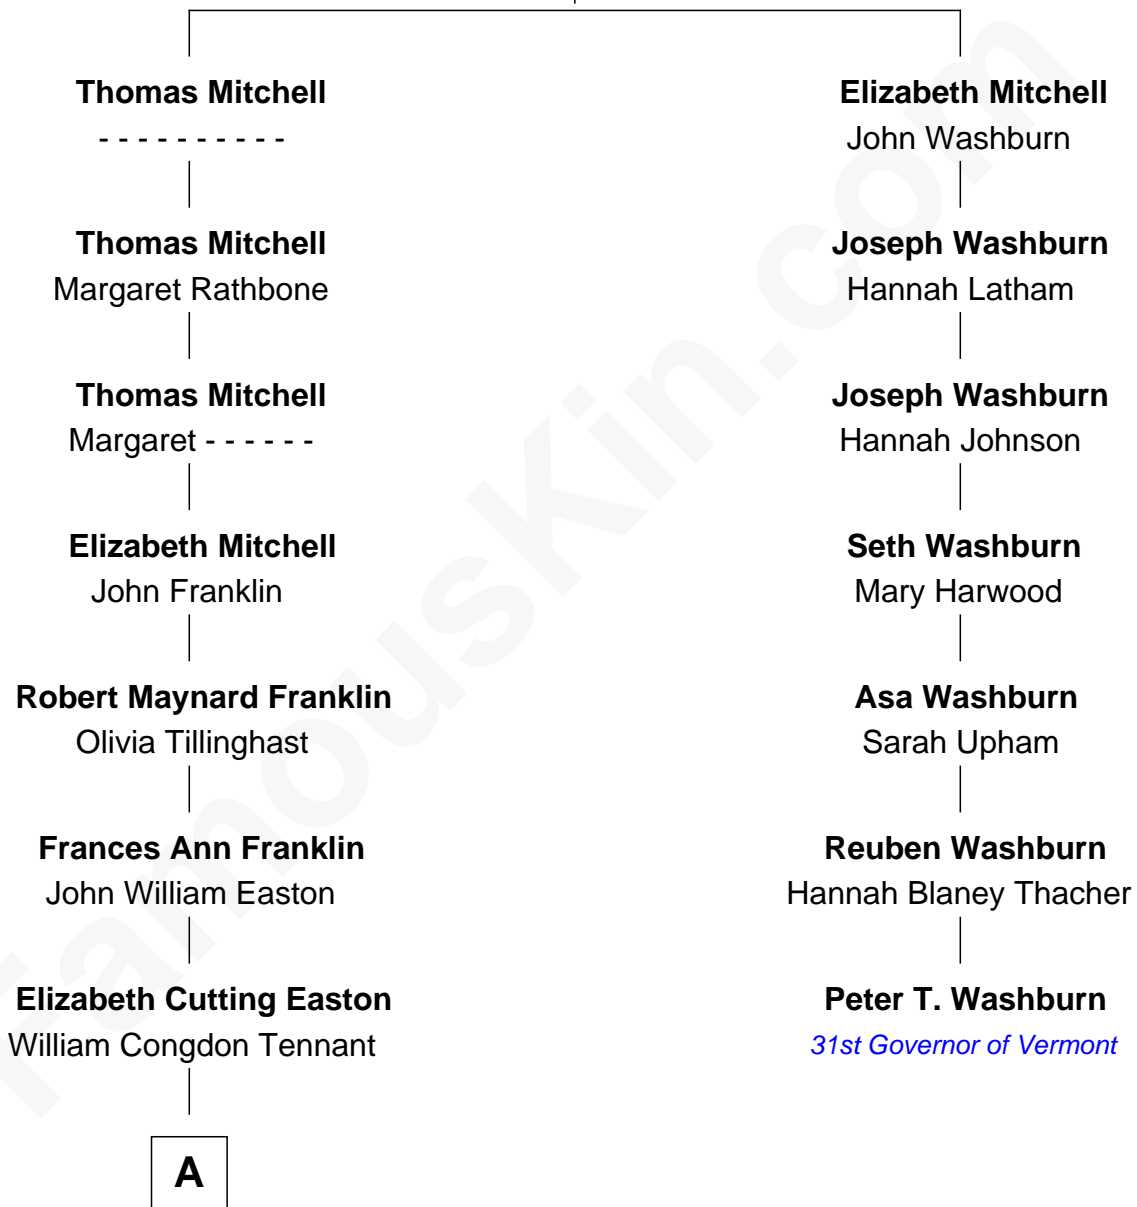 Thomas Mitchell
- - - - - - - - - -
Thomas Mitchell
Margaret Rathbone
Thomas Mitchell
Margaret - - - - - -
Elizabeth Mitchell
John Franklin
Robert Maynard Franklin
Olivia Tillinghast
Frances Ann Franklin
John William Easton
Elizabeth Cutting Easton
William Congdon Tennant
A
Elizabeth Mitchell
John Washburn
Joseph Washburn
Hannah Latham
Joseph Washburn
Hannah Johnson
Seth Washburn
Mary Harwood
Asa Washburn
Sarah Upham
Reuben Washburn
Hannah Blaney Thacher
Peter T. Washburn
31st Governor of Vermont
FamousKin.com